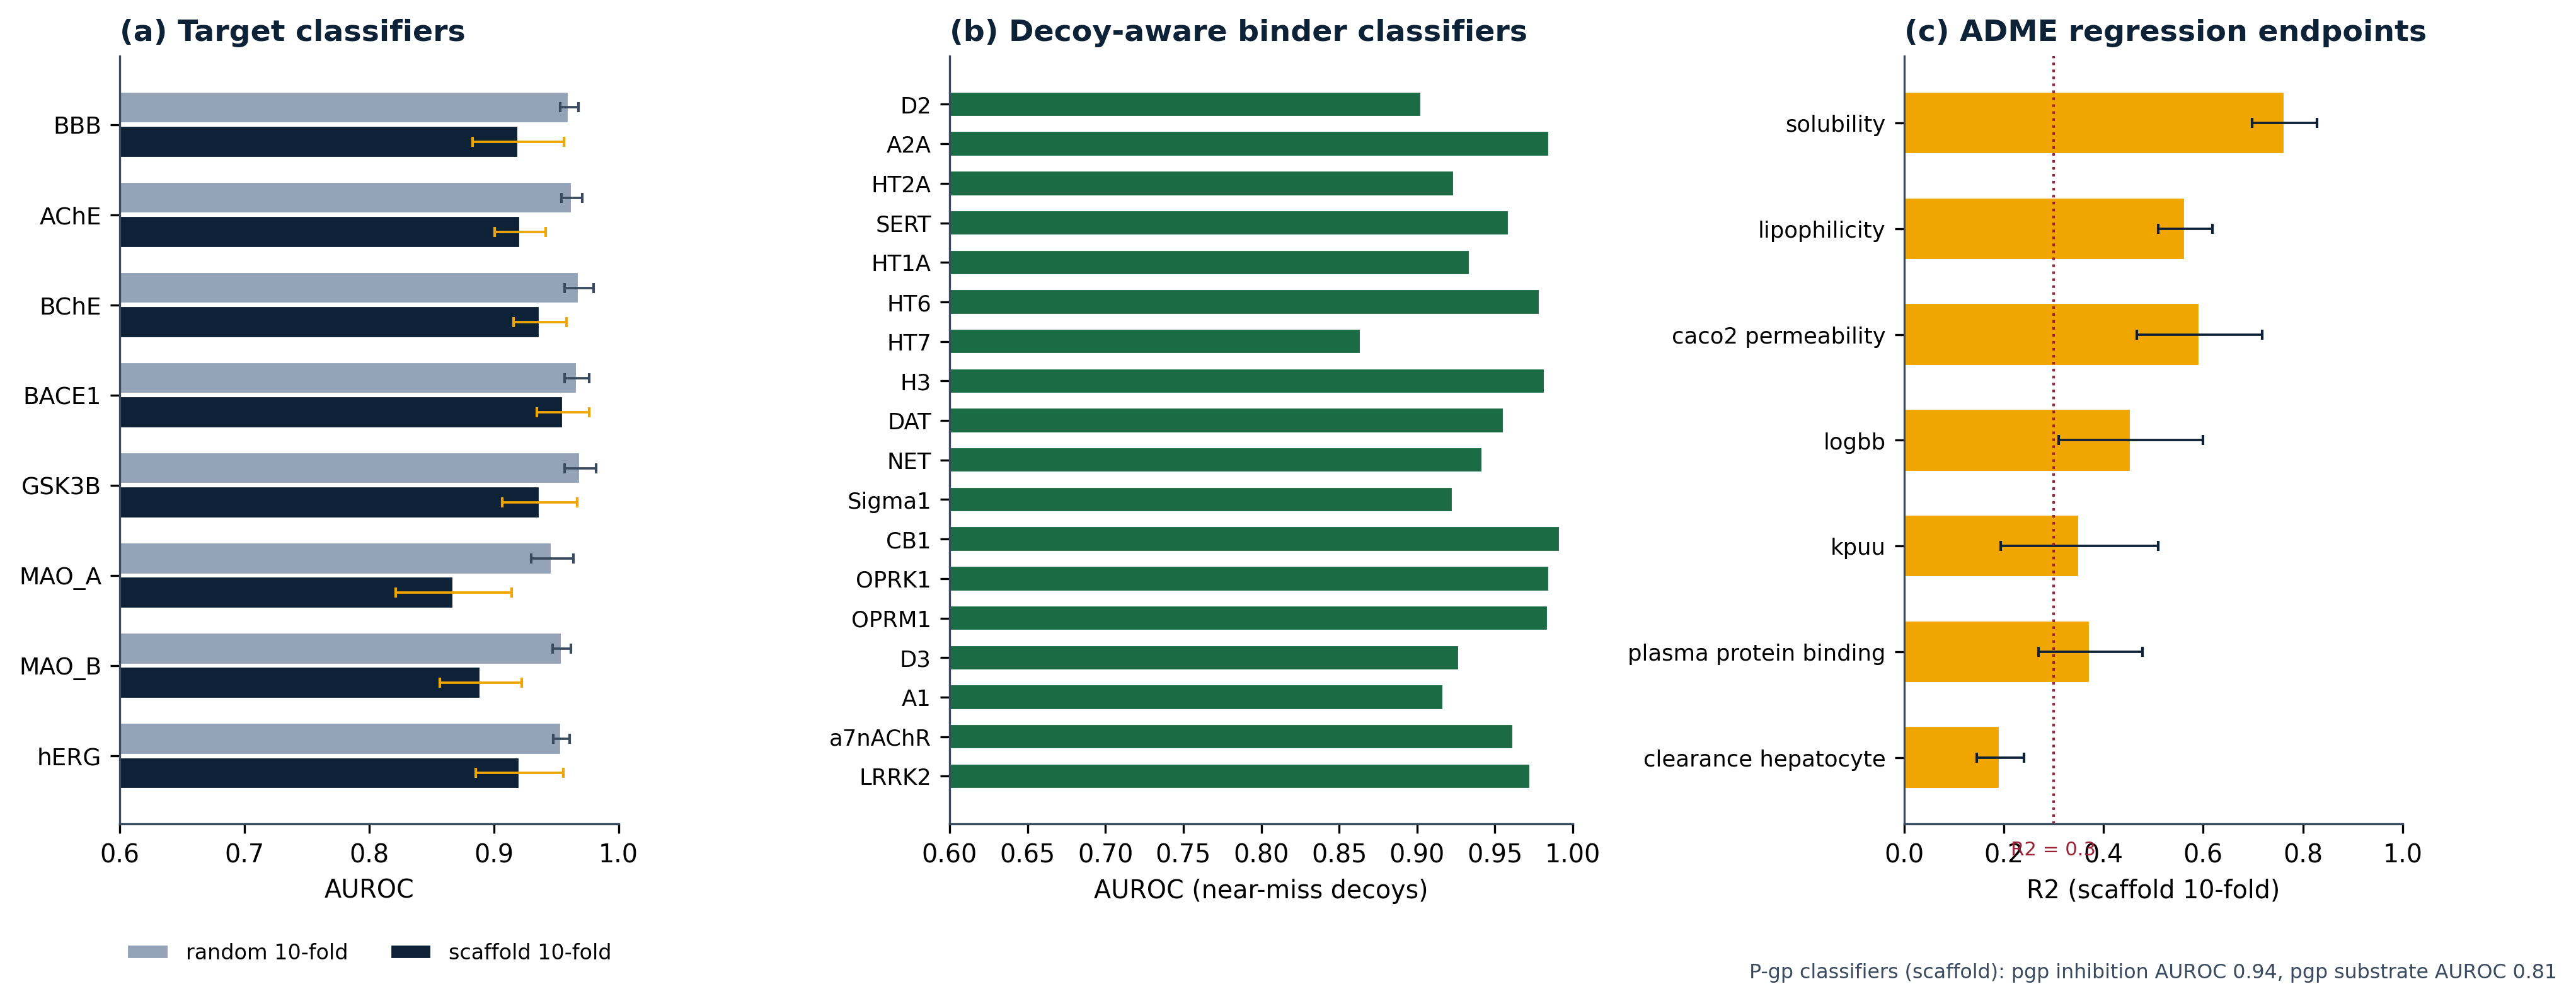 (a) Target classifiers
BBB
AChE
BChE
BACE1
GSK3B
MAO_A
MAO_B
hERG
0.6 0.7 0.8 0.9 1.0
AUROC
random 10-fold scaffold 10-fold
(b) Decoy-aware binder classifiers
D2
A2A
HT2A
SERT
HT1A
HT6
HT7
H3
DAT
NET
Sigma1
CB1
OPRK1
OPRM1
D3
A1
a7nAChR
LRRK2
0.60 0.65 0.70 0.75 0.80 0.85 0.90 0.95 1.00
AUROC (near-miss decoys)
(c) ADME regression endpoints
solubility
lipophilicity
caco2 permeability
logbb
kpuu
plasma protein binding
clearance hepatocyte
0.0 0.2 0.4 0.6 0.8 1.0
R2 = 0.3
R2 (scaffold 10-fold)
P-gp classifiers (scaffold): pgp inhibition AUROC 0.94, pgp substrate AUROC 0.81